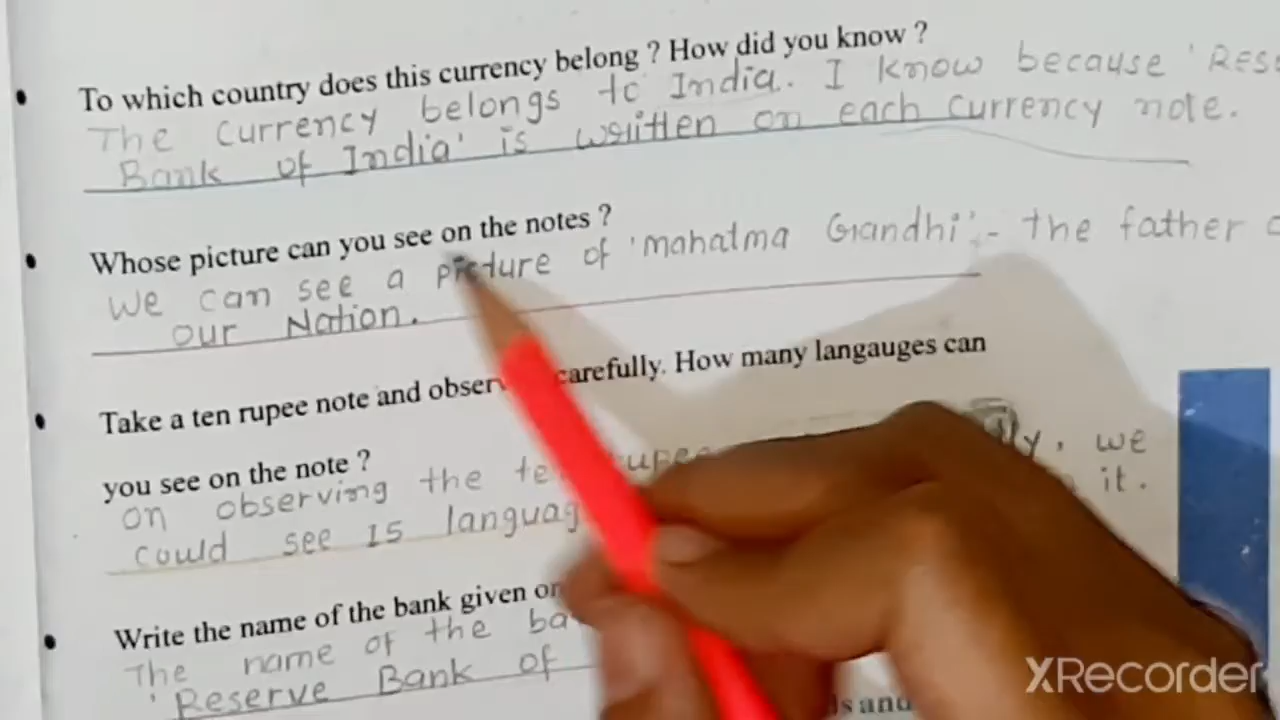 To which country does this currency belong ? How did you know ?
The currency belongs to India. I know because 'Res
Bank of India' is written on each currency note.
Whose picture can you see on the notes ?
We can see a picture of 'mahatma Gandhi'- the father
our Nation.
Take a ten rupee note and observe carefully. How many langauges can
you see on the note ?
on observing the ten rupee we
could see 15 languag it.
Write the name of the bank given on
The name of the ba
'Reserve Bank of
and
XRecorder